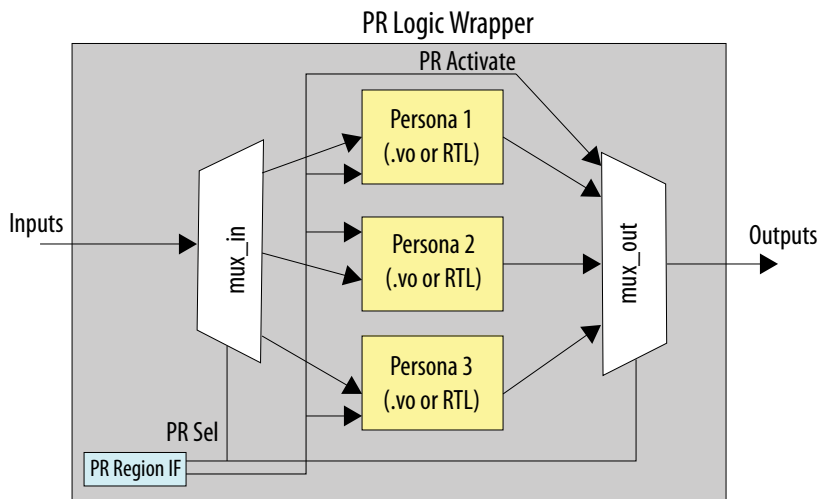 PR Logic Wrapper
PR Activate
Persona 1
(.vo or RTL)
Inputs
mux_in
Persona 2
(.vo or RTL)
mux_out
Outputs
Persona 3
(.vo or RTL)
PR Sel
PR Region IF